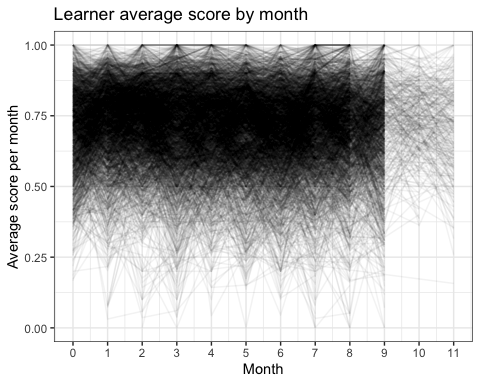 Learner average score by month
Average score per month
1.00
0.75
0.50
0.25
0.00
0 1 2 3 4 5 6 7 8 9 10 11
Month